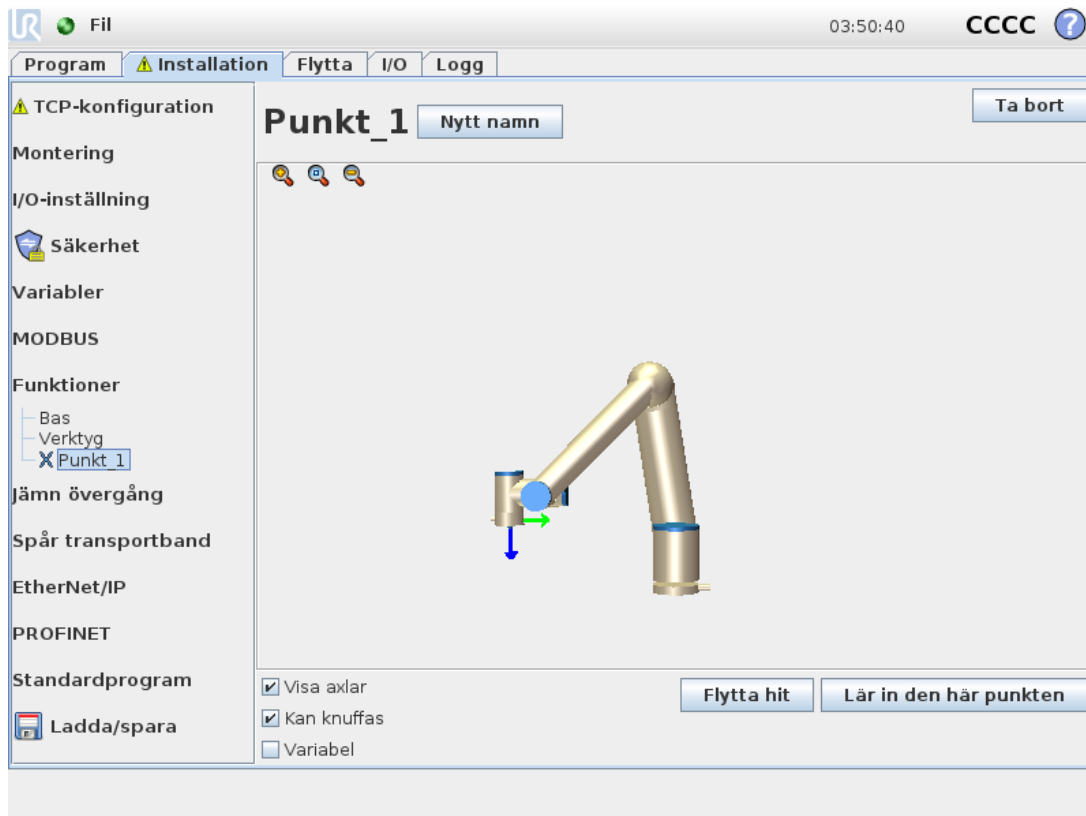 UR
Fil
03:50:40
CCCC
?
Program
Installation
Flytta
I/O
Logg
TCP-konfiguration
Montering
I/O-inställning
Säkerhet
Variabler
MODBUS
Funktioner
Bas
Verktyg
Punkt_1
Jämn övergång
Spår transportband
EtherNet/IP
PROFINET
Standardprogram
Ladda/spara
Punkt_1
Nytt namn
Ta bort
Visa axlar
Kan knuffas
Variabel
Flytta hit
Lär in den här punkten